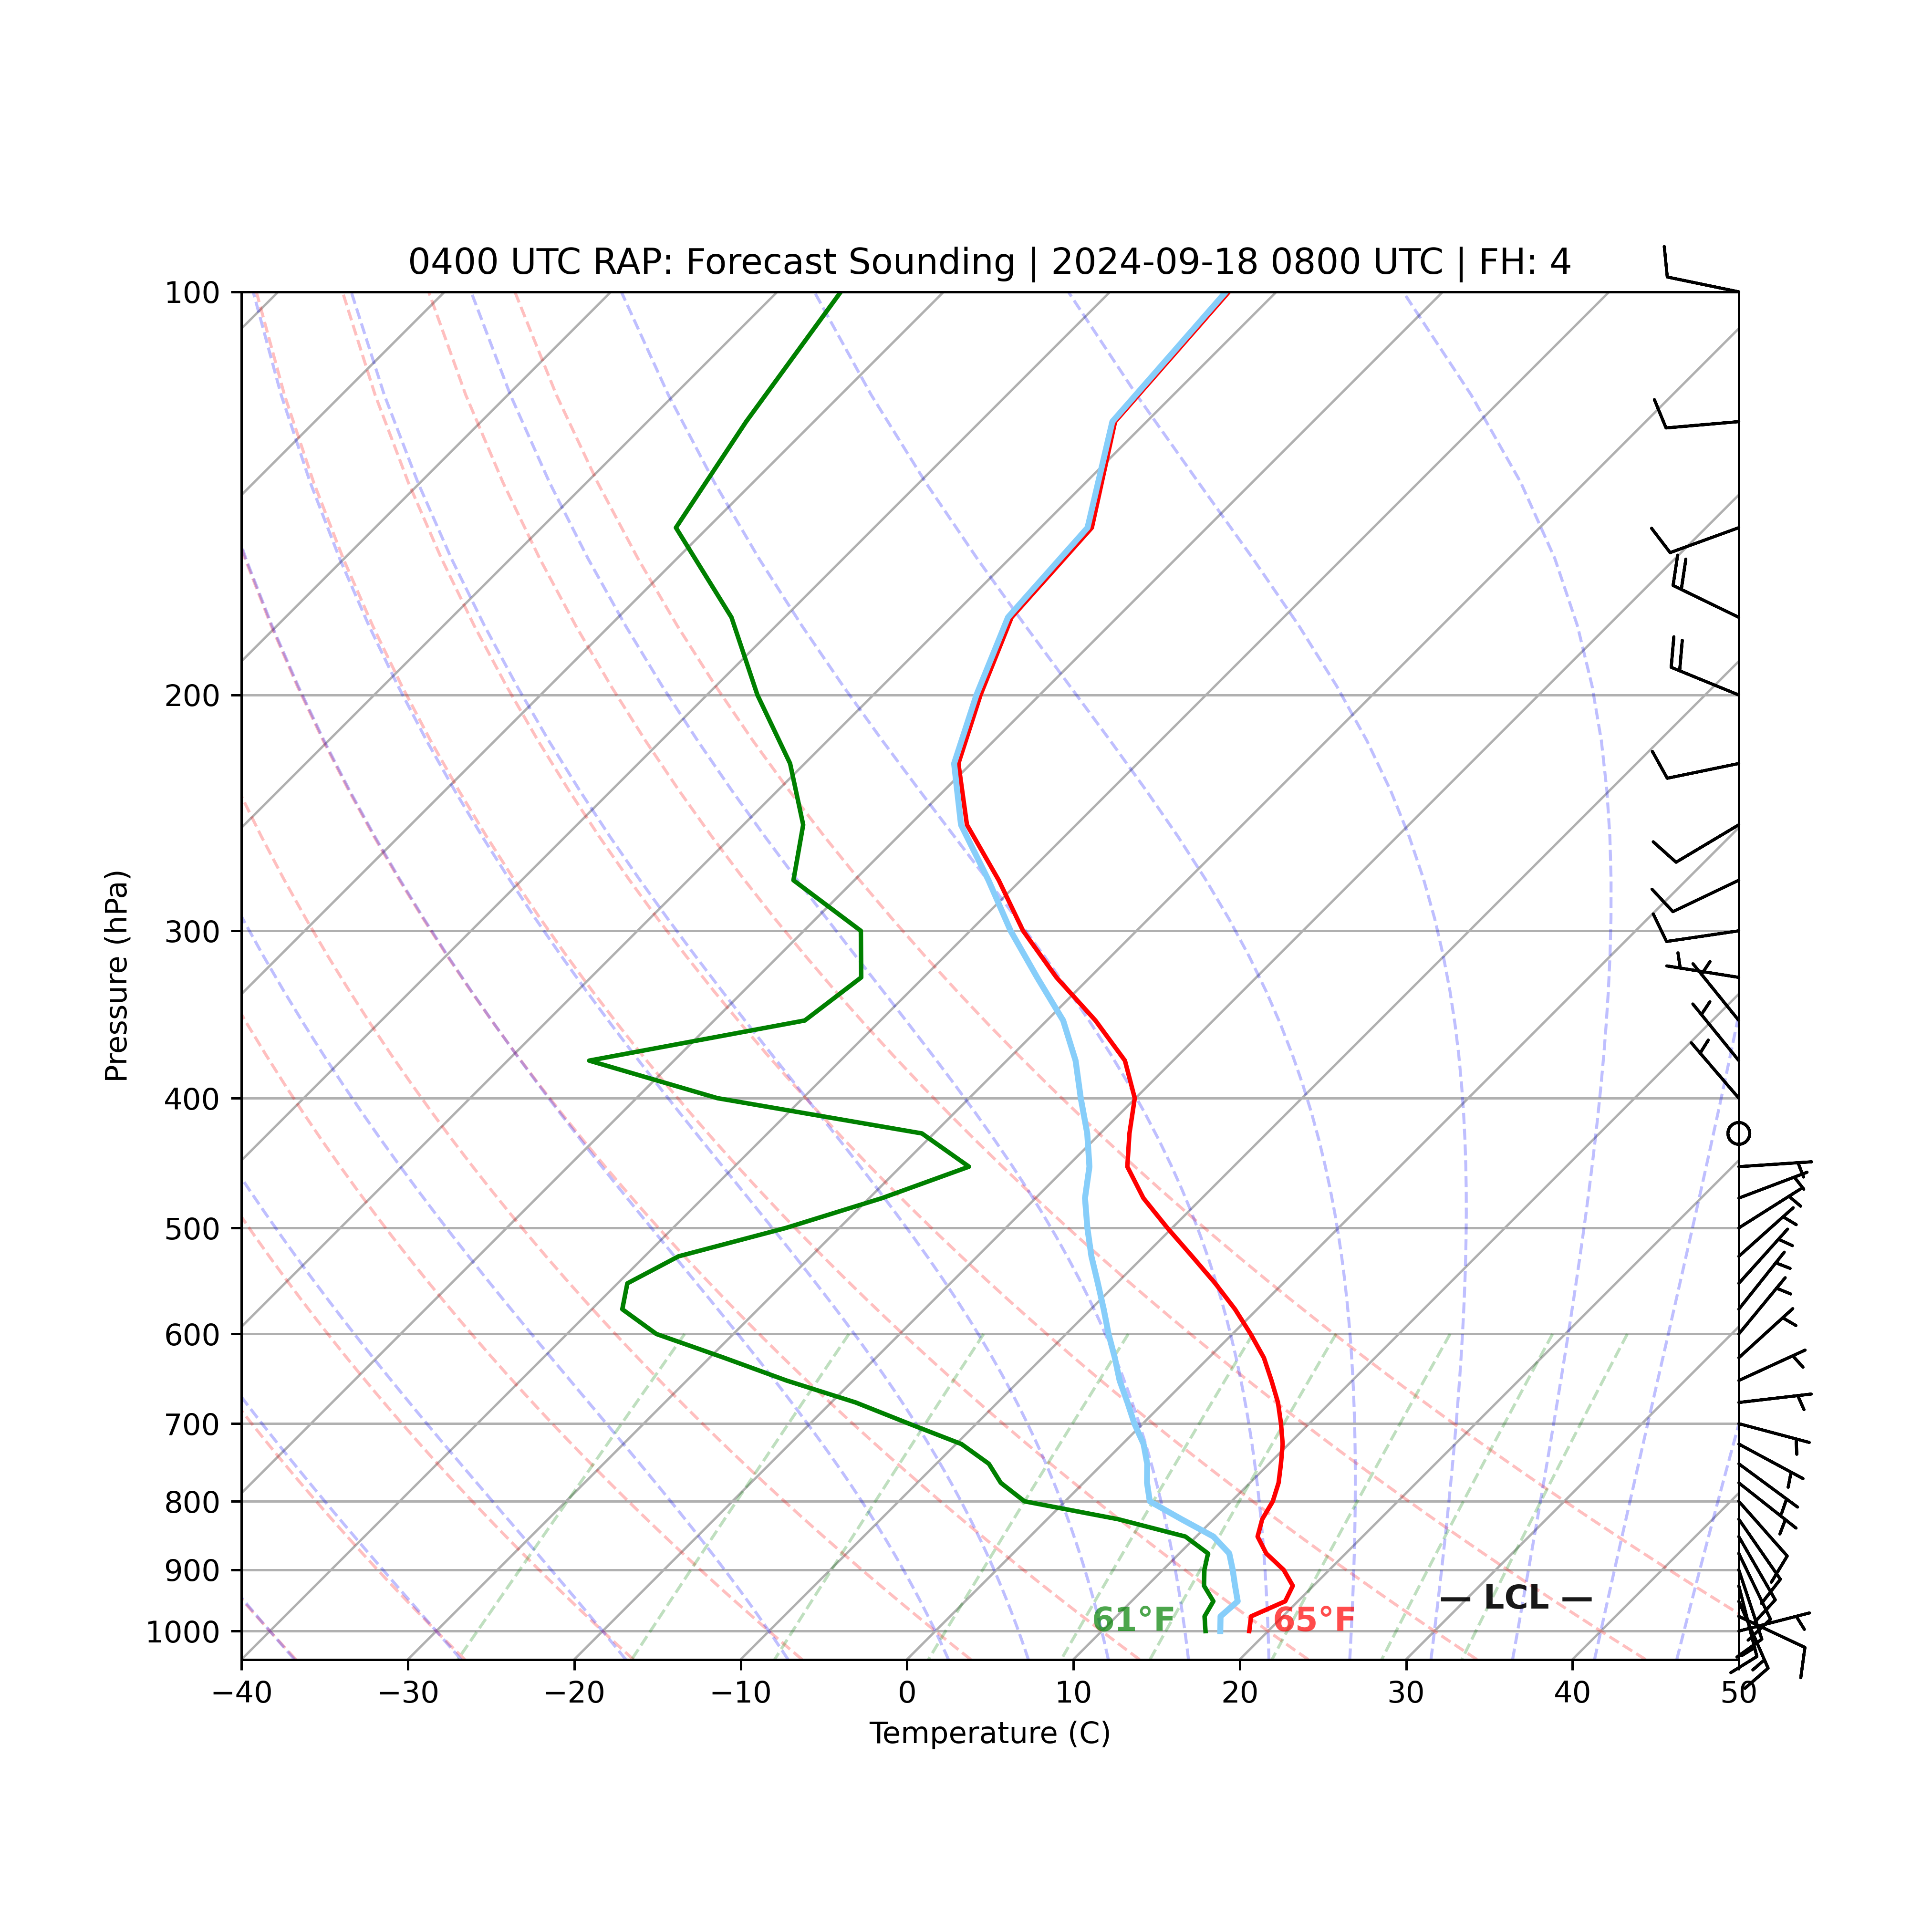 0400 UTC RAP: Forecast Sounding | 2024-09-18 0800 UTC | FH: 4
100
200
300
400
500
600
700
800
900
1000
Pressure (hPa)
— LCL —
61°F 65°F
−40 −30 −20 −10 0 10 20 30 40 50
Temperature (C)